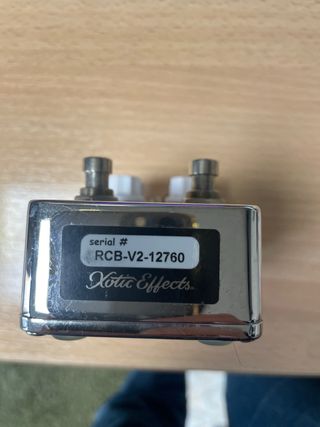 serial #
RCB-V2-12760
Xotic Effects